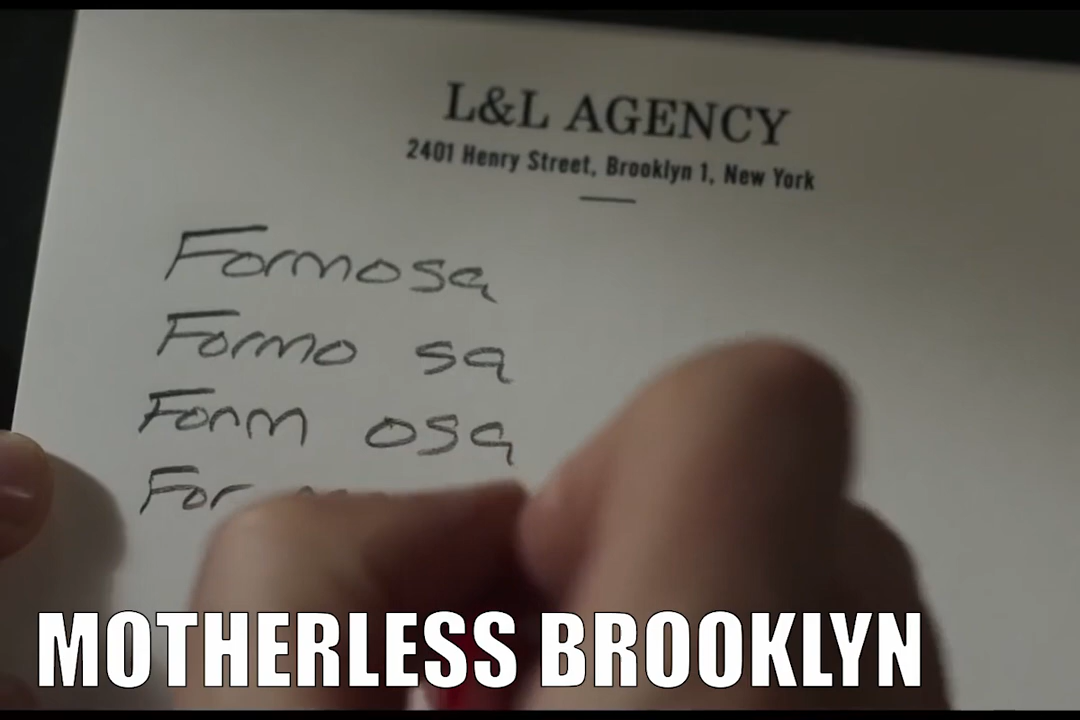 L&L AGENCY
2401 Henry Street, Brooklyn 1, New York
Formosa
Formo sa
Form osa
For
MOTHERLESS BROOKLYN